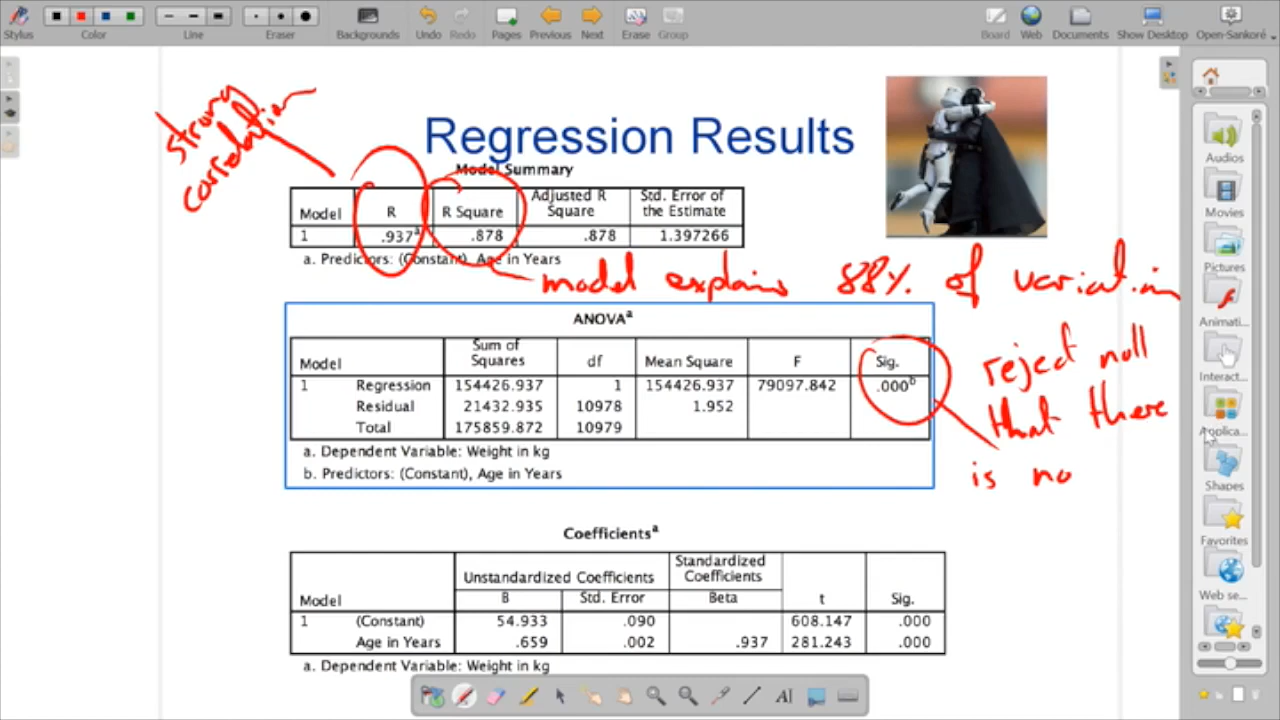 Stylus
Color
Line
Eraser
Backgrounds
Undo
Redo
Pages
Previous
Next
Erase
Group
Board
Web
Documents
Show Desktop
Open-Sankoré
strong
correlation
Regression Results
Model Summary
Model R R Square Adjusted R Square Std. Error of the Estimate
1 .937a .878 .878 1.397266
a. Predictors: (Constant), Age in Years
model explains 88% of variation
ANOVAa
Model Sum of Squares df Mean Square F Sig.
1 Regression 154426.937 1 154426.937 79097.842 .000b
Residual 21432.935 10978 1.952
Total 175859.872 10979
a. Dependent Variable: Weight in kg
b. Predictors: (Constant), Age in Years
reject null
that there
is no
Coefficientsa
Model Unstandardized Coefficients Standardized Coefficients t Sig.
B Std. Error Beta
1 (Constant) 54.933 .090 608.147 .000
Age in Years .659 .002 .937 281.243 .000
a. Dependent Variable: Weight in kg
Audios
Movies
Pictures
Animati...
Interact...
Applica...
Shapes
Favorites
Web se...
AI